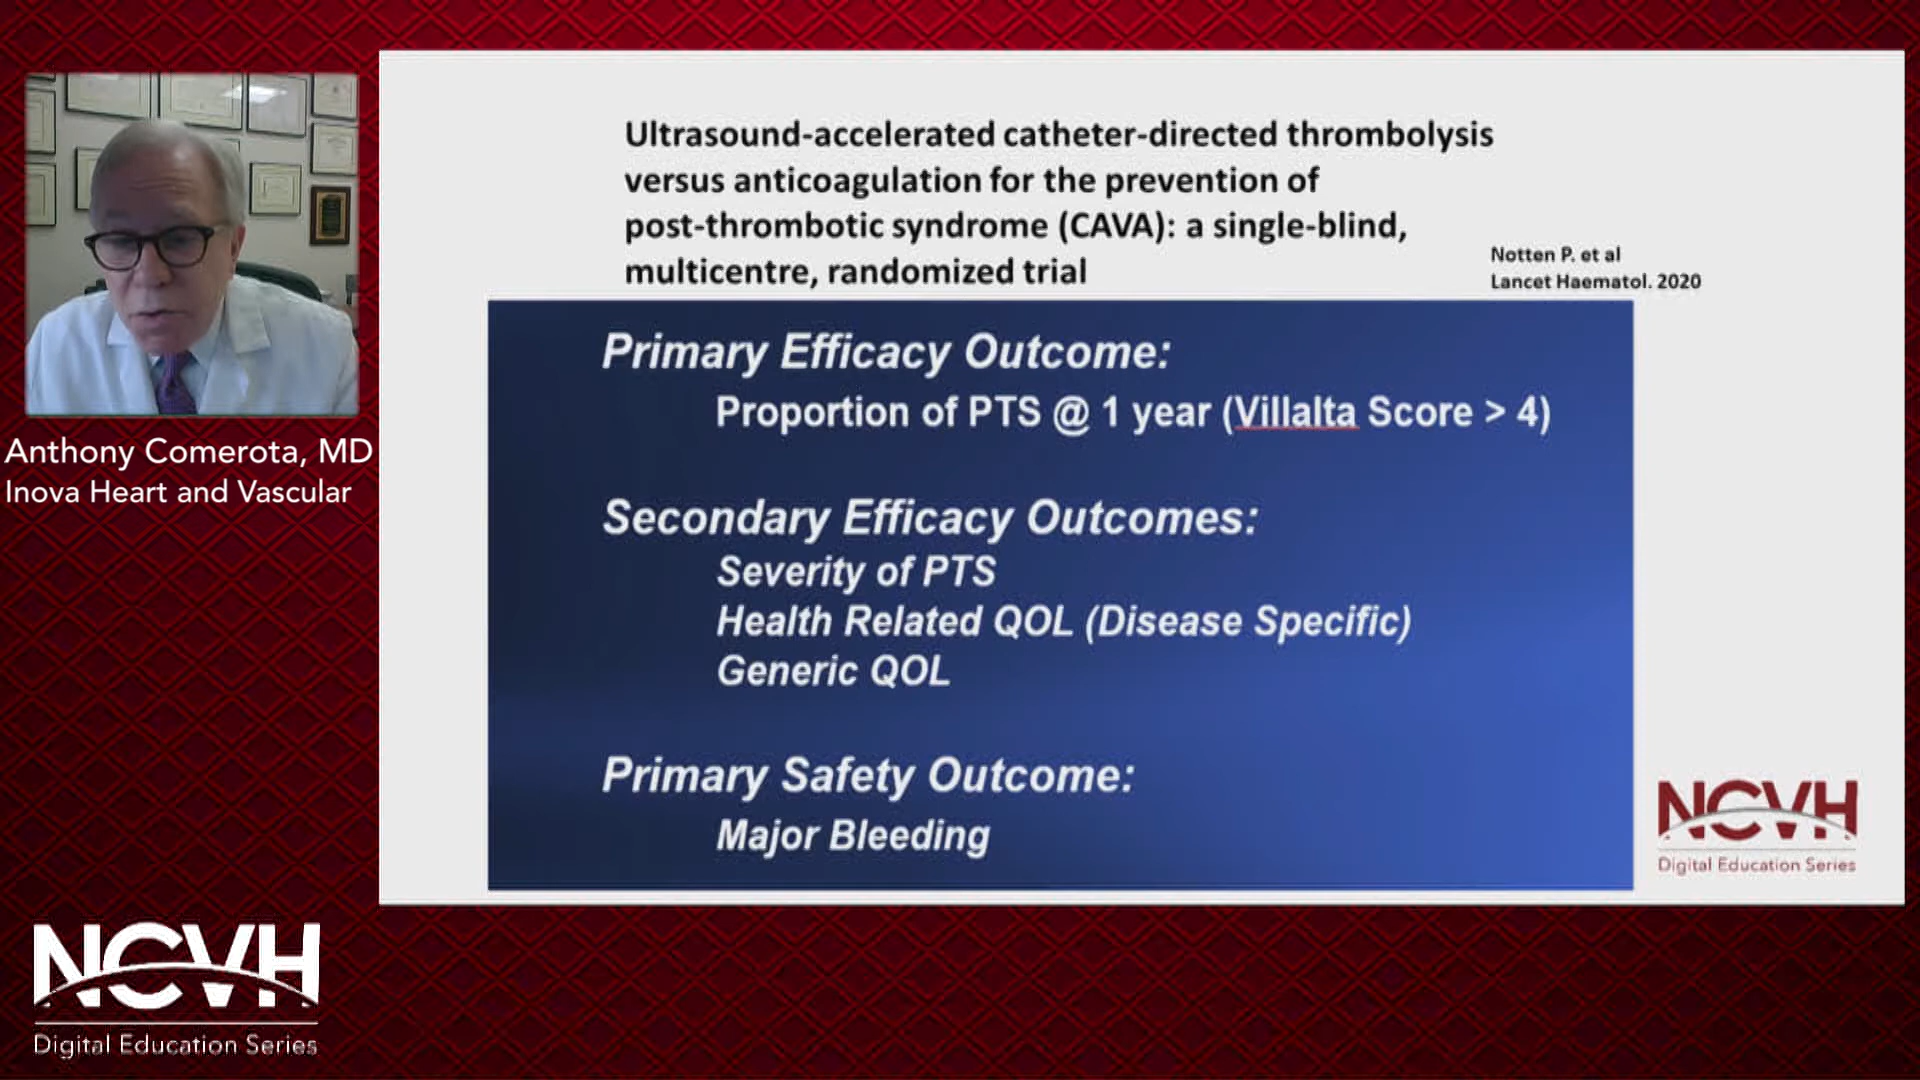 Ultrasound-accelerated catheter-directed thrombolysis
versus anticoagulation for the prevention of
post-thrombotic syndrome (CAVA): a single-blind,
multicentre, randomized trial
Notten P. et al
Lancet Haematol. 2020
Primary Efficacy Outcome:
Proportion of PTS @ 1 year (Villalta Score > 4)
Secondary Efficacy Outcomes:
Severity of PTS
Health Related QOL (Disease Specific)
Generic QOL
Primary Safety Outcome:
Major Bleeding
NCVH
Digital Education Series
Anthony Comerota, MD
Inova Heart and Vascular
NCVH
Digital Education Series